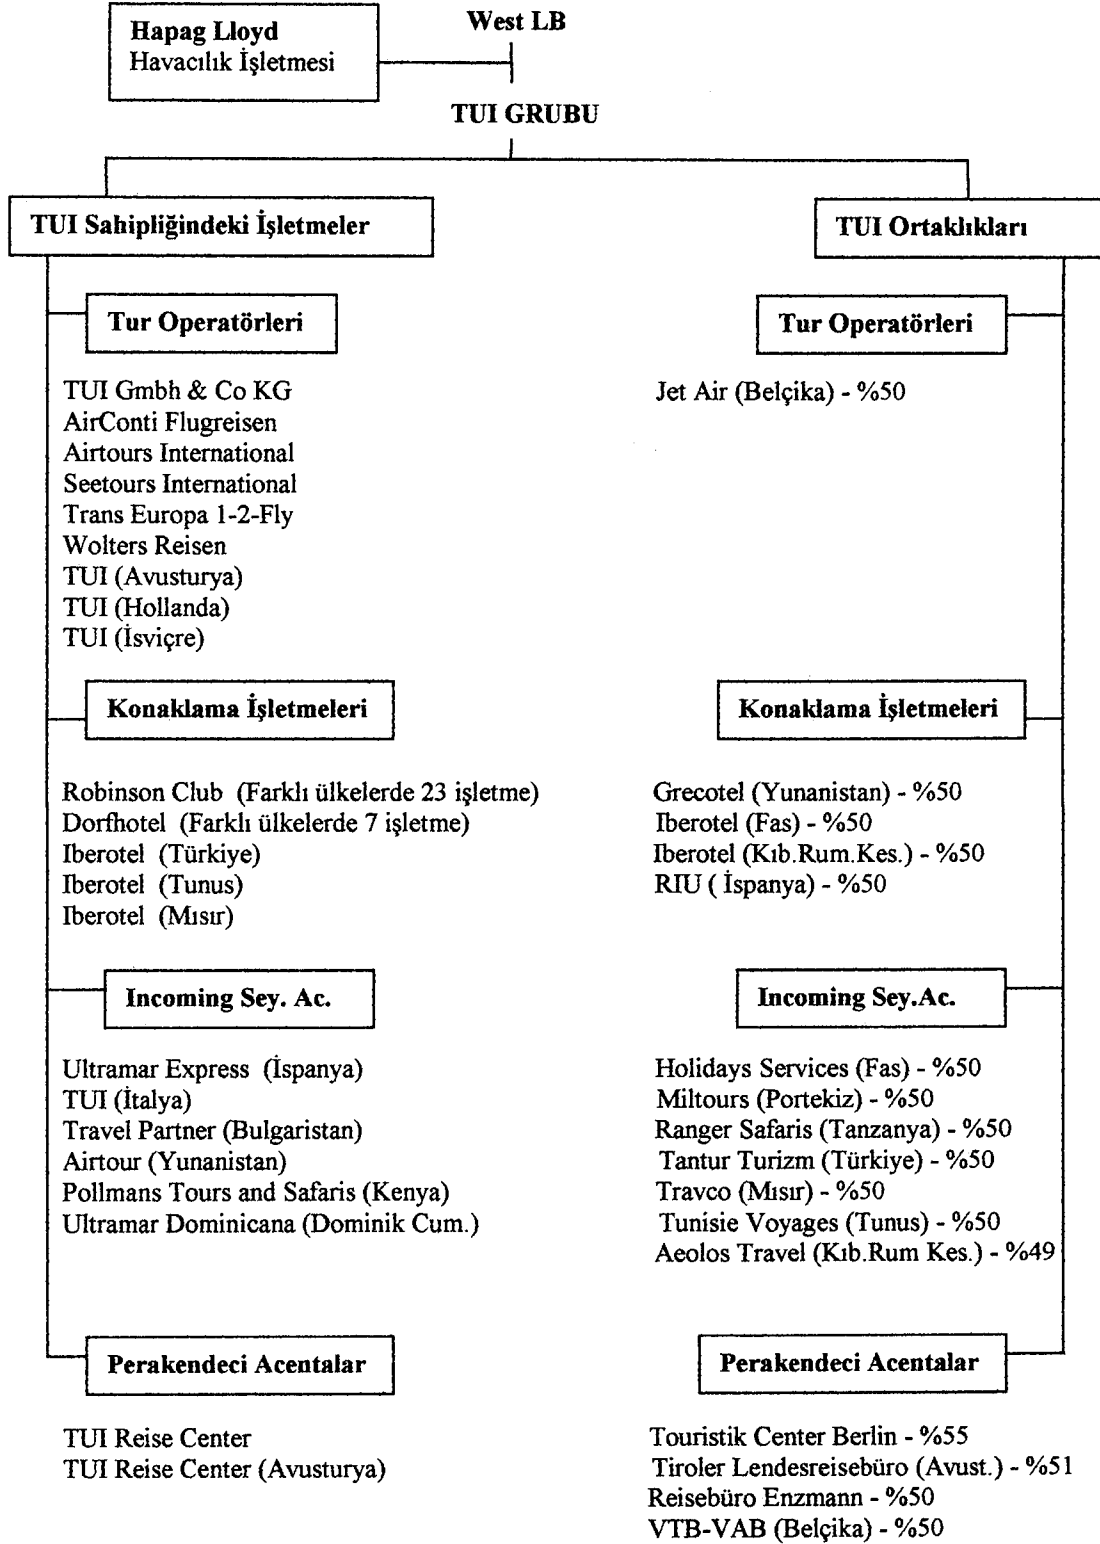 Hapag Lloyd
Havacılık İşletmesi
West LB
TUI GRUBU
TUI Sahipliğindeki İşletmeler
Tur Operatörleri
TUI Gmbh & Co KG
AirConti Flugreisen
Airtours International
Seetours International
Trans Europa 1-2-Fly
Wolters Reisen
TUI (Avusturya)
TUI (Hollanda)
TUI (İsviçre)
Konaklama İşletmeleri
Robinson Club (Farklı ülkelerde 23 işletme)
Dorfhotel (Farklı ülkelerde 7 işletme)
Iberotel (Türkiye)
Iberotel (Tunus)
Iberotel (Mısır)
Incoming Sey. Ac.
Ultramar Express (İspanya)
TUI (İtalya)
Travel Partner (Bulgaristan)
Airtour (Yunanistan)
Pollmans Tours and Safaris (Kenya)
Ultramar Dominicana (Dominik Cum.)
Perakendeci Acentalar
TUI Reise Center
TUI Reise Center (Avusturya)
TUI Ortaklıkları
Tur Operatörleri
Jet Air (Belçika) - %50
Konaklama İşletmeleri
Grecotel (Yunanistan) - %50
Iberotel (Fas) - %50
Iberotel (Kıb.Rum.Kes.) - %50
RIU ( İspanya) - %50
Incoming Sey.Ac.
Holidays Services (Fas) - %50
Miltours (Portekiz) - %50
Ranger Safaris (Tanzanya) - %50
Tantur Turizm (Türkiye) - %50
Travco (Mısır) - %50
Tunisie Voyages (Tunus) - %50
Aeolos Travel (Kıb.Rum Kes.) - %49
Perakendeci Acentalar
Touristik Center Berlin - %55
Tiroler Lendesreisebüro (Avust.) - %51
Reisebüro Enzmann - %50
VTB-VAB (Belçika) - %50